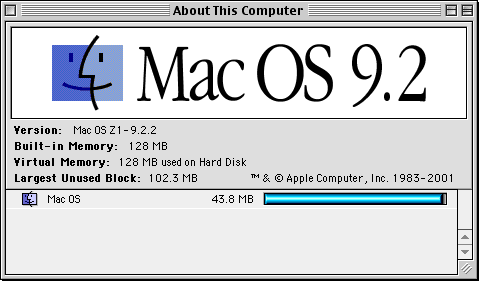 About This Computer
Mac OS 9.2
Version: Mac OS Z1-9.2.2
Built-in Memory: 128 MB
Virtual Memory: 128 MB used on Hard Disk
Largest Unused Block: 102.3 MB ™ & © Apple Computer, Inc. 1983-2001
Mac OS 43.8 MB